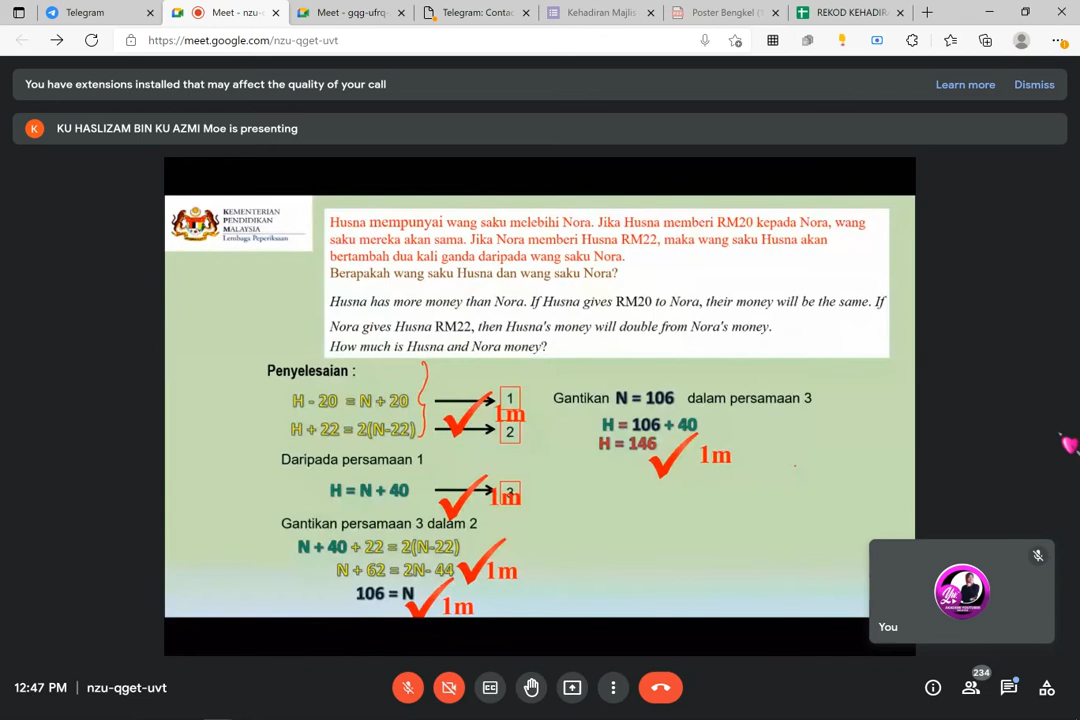 Telegram
Meet - nzu-
Meet - gqg-ufrq-
Telegram: Contac
Kehadiran Majlis
Poster Bengkel (1
REKOD KEHADIRA
https://meet.google.com/nzu-qget-uvt
You have extensions installed that may affect the quality of your call
Learn more
Dismiss
K
KU HASLIZAM BIN KU AZMI Moe is presenting
KEMENTERIAN
PENDIDIKAN
MALAYSIA
Lembaga Peperiksaan
Husna mempunyai wang saku melebihi Nora. Jika Husna memberi RM20 kepada Nora, wang
saku mereka akan sama. Jika Nora memberi Husna RM22, maka wang saku Husna akan
bertambah dua kali ganda daripada wang saku Nora.
Berapakah wang saku Husna dan wang saku Nora?
Husna has more money than Nora. If Husna gives RM20 to Nora, their money will be the same. If
Nora gives Husna RM22, then Husna's money will double from Nora's money.
How much is Husna and Nora money?
Penyelesaian :
H - 20 = N + 20
1
1m
H + 22 = 2(N-22)
2
Daripada persamaan 1
H = N + 40
3
1m
Gantikan persamaan 3 dalam 2
N + 40 + 22 = 2(N-22)
N + 62 = 2N- 44
1m
106 = N
1m
Gantikan N = 106 dalam persamaan 3
H = 106 + 40
H = 146
1m
You
12:47 PM
nzu-qget-uvt
234